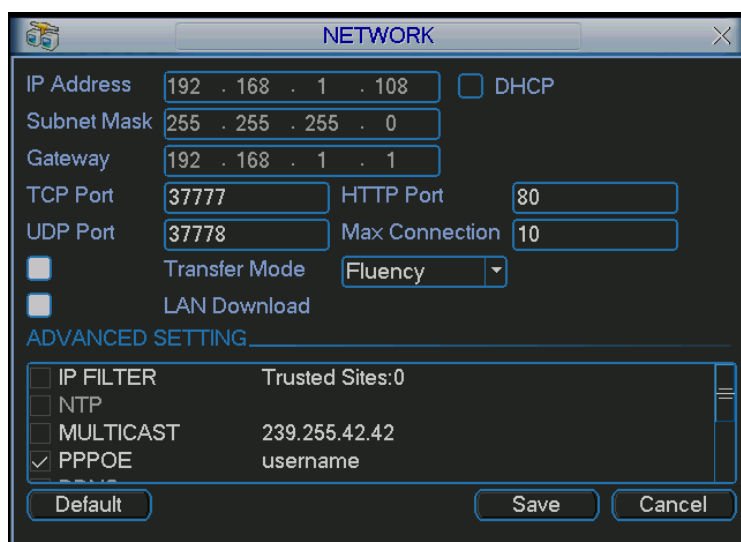 NETWORK
IP Address 192 . 168 . 1 . 108 DHCP
Subnet Mask 255 . 255 . 255 . 0
Gateway 192 . 168 . 1 . 1
TCP Port 37777 HTTP Port 80
UDP Port 37778 Max Connection 10
Transfer Mode Fluency
LAN Download
ADVANCED SETTING
IP FILTER Trusted Sites:0
NTP
MULTICAST 239.255.42.42
PPPOE username
Default Save Cancel